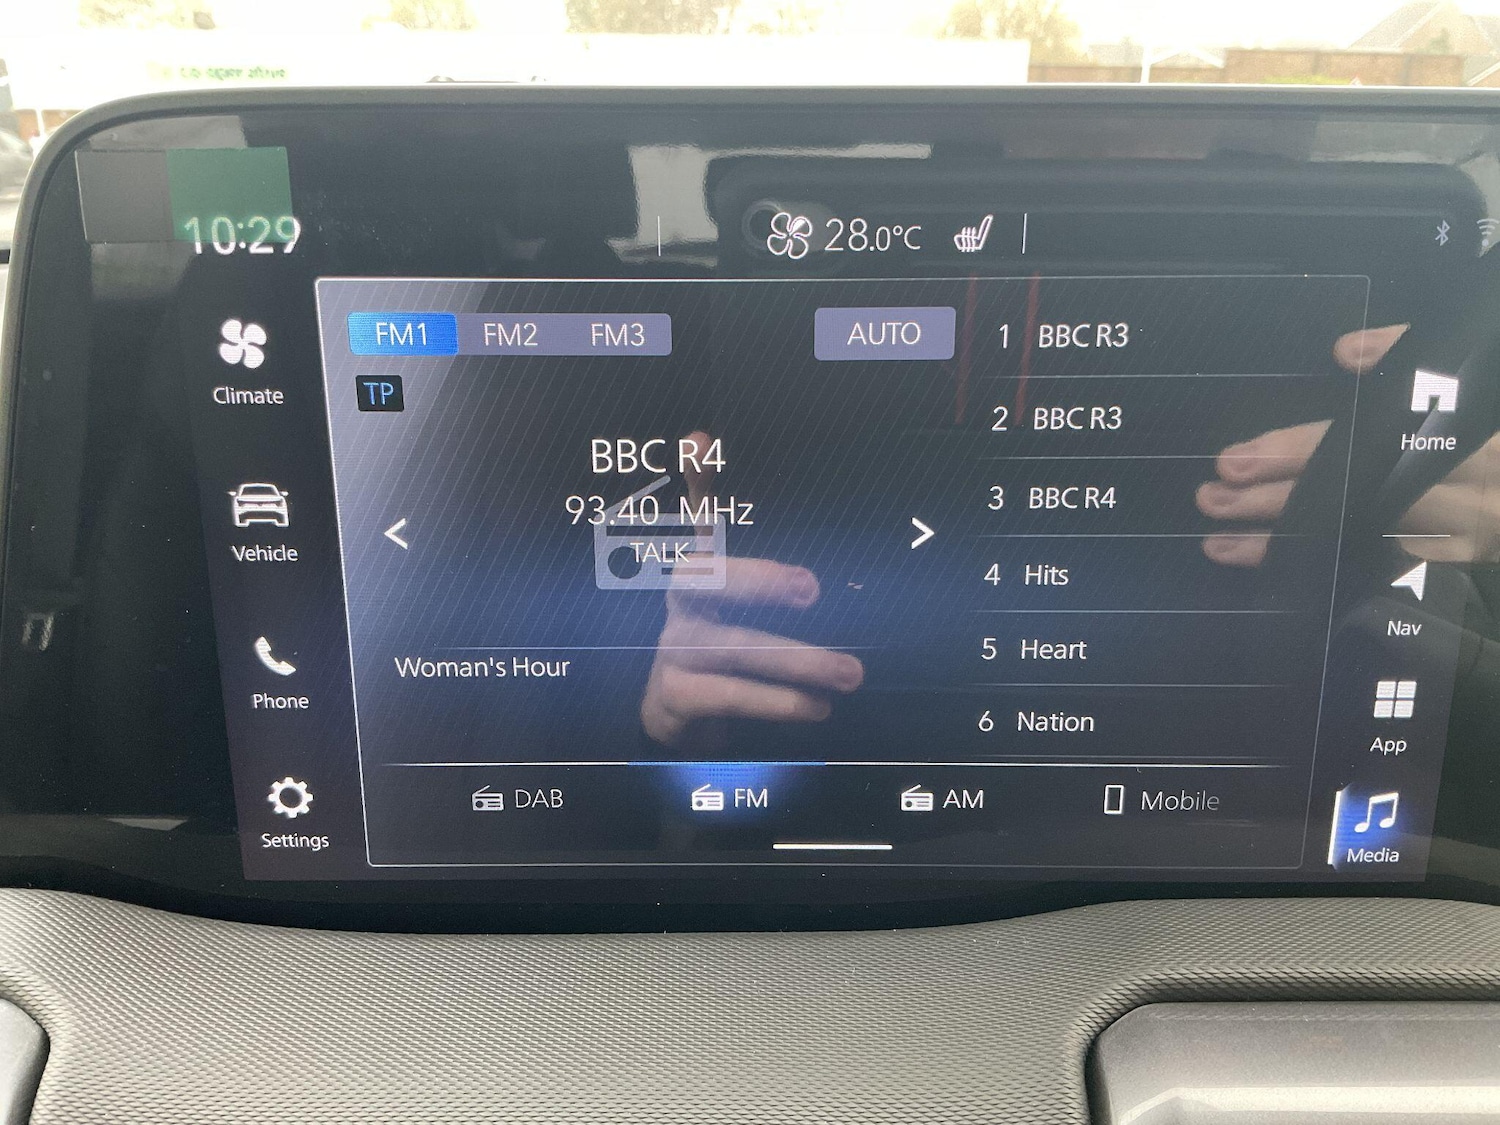 Co-operative
10:29
28.0°C
FM1 FM2 FM3
AUTO
TP
BBC R4
93.40 MHz
TALK
Woman's Hour
1 BBC R3
2 BBC R3
3 BBC R4
4 Hits
5 Heart
6 Nation
DAB
FM
AM
Mobile
Climate
Vehicle
Phone
Settings
Home
Nav
App
Media